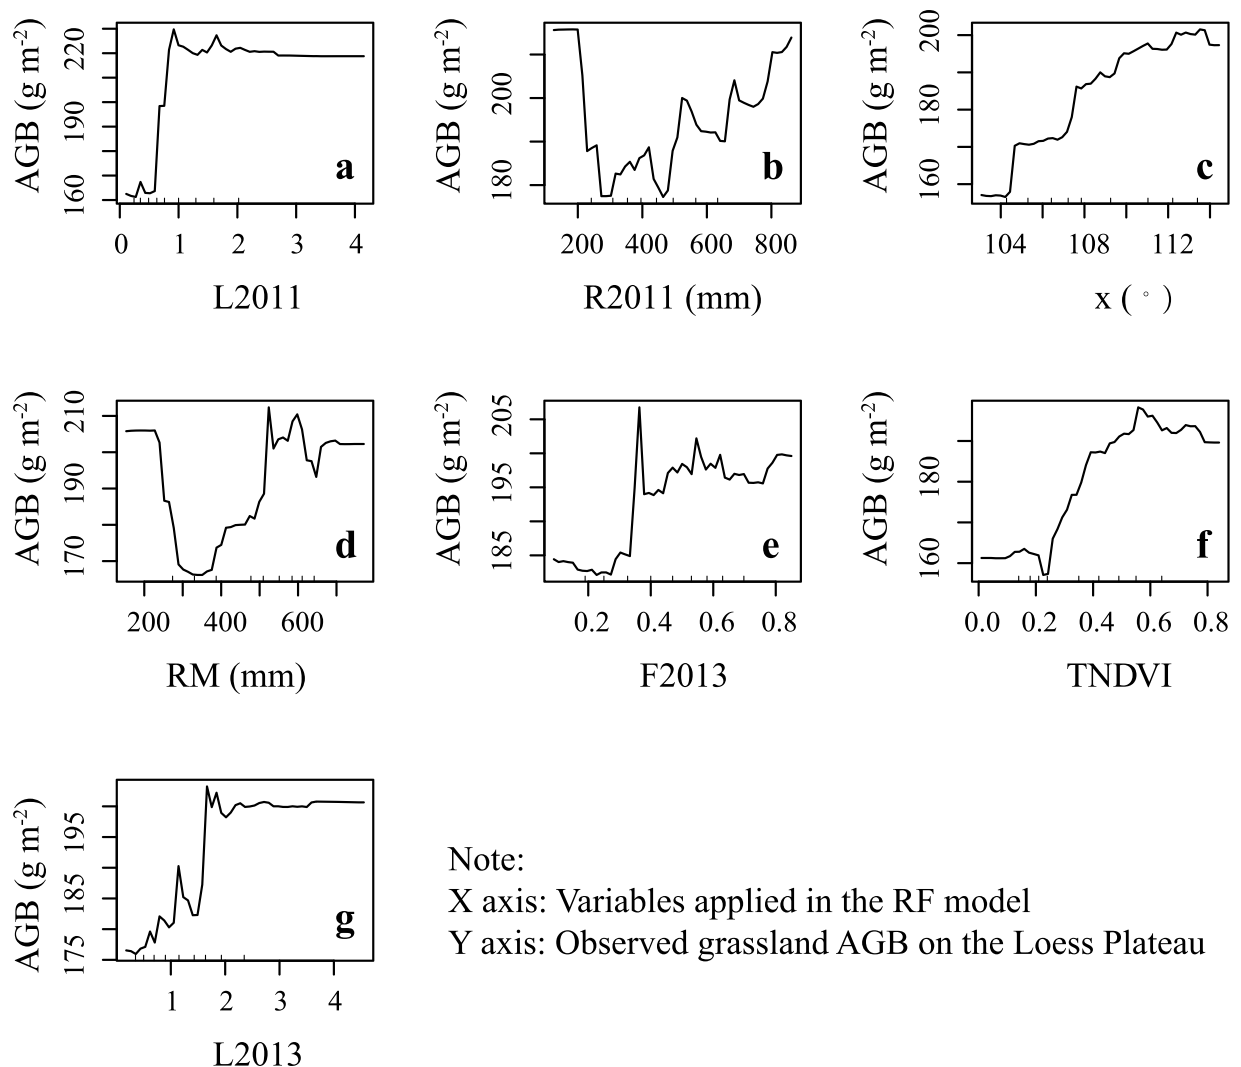 AGB (g m⁻²)
220
190
160
a
0 1 2 3 4
L2011
AGB (g m⁻²)
200
180
b
200 400 600 800
R2011 (mm)
AGB (g m⁻²)
200
180
160
c
104 108 112
x (°)
AGB (g m⁻²)
210
190
170
d
200 400 600
RM (mm)
AGB (g m⁻²)
205
195
185
e
0.2 0.4 0.6 0.8
F2013
AGB (g m⁻²)
180
160
f
0.0 0.2 0.4 0.6 0.8
TNDVI
AGB (g m⁻²)
195
185
175
g
1 2 3 4
L2013
Note:
X axis: Variables applied in the RF model
Y axis: Observed grassland AGB on the Loess Plateau